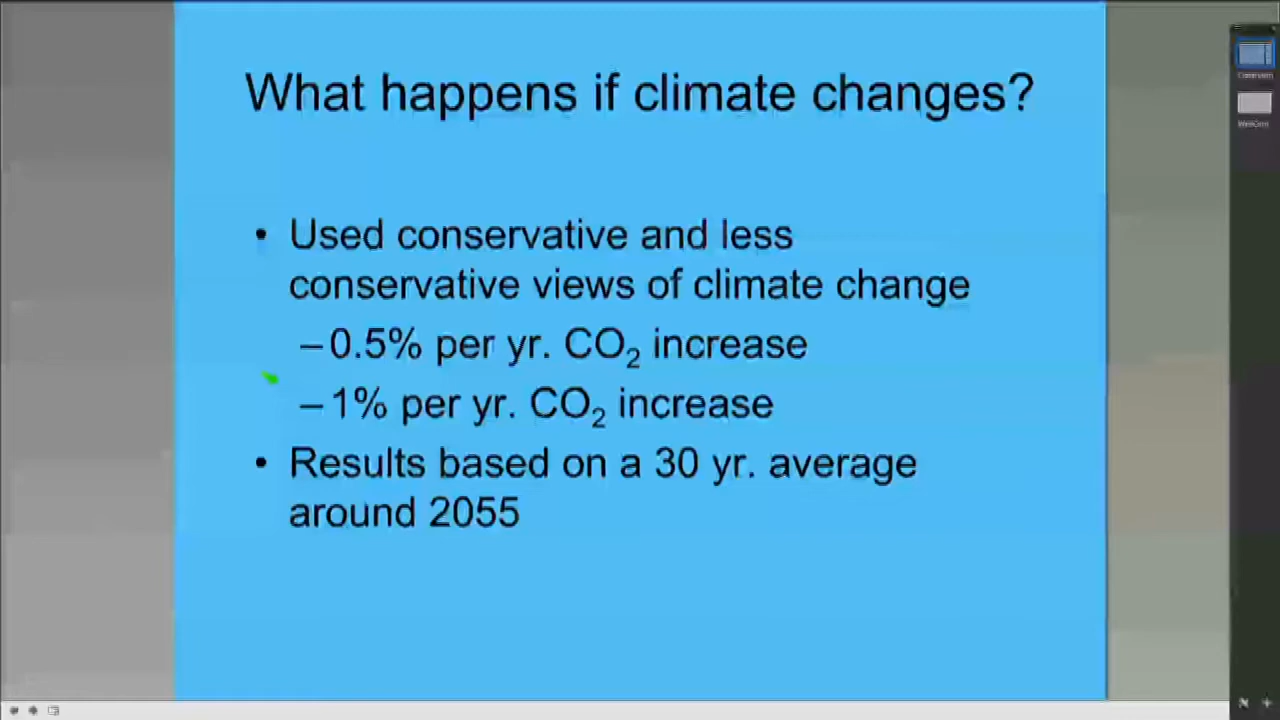 What happens if climate changes?
• Used conservative and less
conservative views of climate change
– 0.5% per yr. CO₂ increase
– 1% per yr. CO₂ increase
• Results based on a 30 yr. average
around 2055